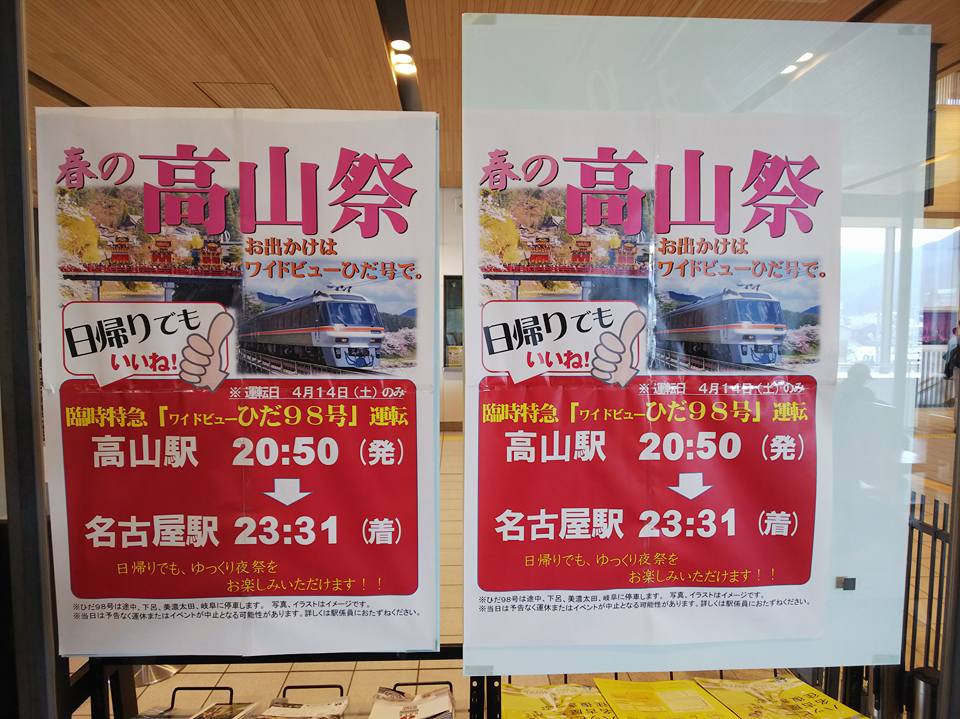 春の高山祭
お出かけは
ワイドビューひだ号で。
日帰りでも
いいね!
※ 運転日 4月14日(土)のみ
臨時特急「ワイドビューひだ98号」運転
高山駅 20:50 (発)
名古屋駅 23:31 (着)
日帰りでも、ゆっくり夜祭を
お楽しみいただけます!!
※ひだ98号は途中、下呂、美濃太田、岐阜に停車します。 写真、イラストはイメージです。
※当日は予告なく運休またはイベントが中止となる可能性があります。詳しくは駅係員におたずねください。
春の高山祭
お出かけは
ワイドビューひだ号で。
日帰りでも
いいね!
※ 運転日 4月14日(土)のみ
臨時特急「ワイドビューひだ98号」運転
高山駅 20:50 (発)
名古屋駅 23:31 (着)
日帰りでも、ゆっくり夜祭を
お楽しみいただけます!!
※ひだ98号は途中、下呂、美濃太田、岐阜に停車します。 写真、イラストはイメージです。
※当日は予告なく運休またはイベントが中止となる可能性があります。詳しくは駅係員におたずねください。